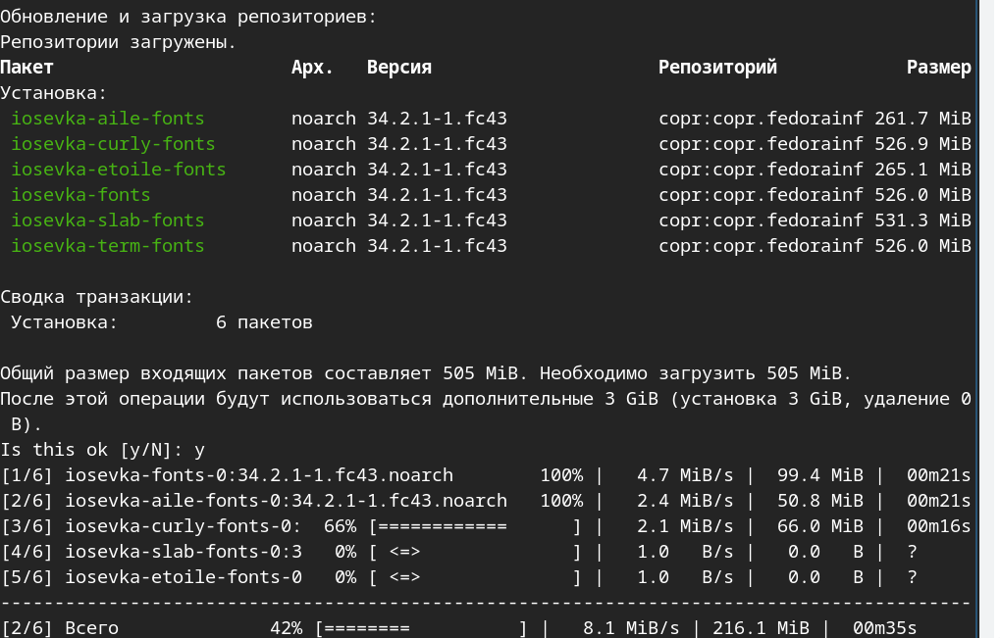 Обновление и загрузка репозиториев:
Репозитории загружены.
Пакет Арх. Версия Репозиторий Размер
Установка:
iosevka-aile-fonts noarch 34.2.1-1.fc43 copr:copr.fedorainf 261.7 MiB
iosevka-curly-fonts noarch 34.2.1-1.fc43 copr:copr.fedorainf 526.9 MiB
iosevka-etoile-fonts noarch 34.2.1-1.fc43 copr:copr.fedorainf 265.1 MiB
iosevka-fonts noarch 34.2.1-1.fc43 copr:copr.fedorainf 526.0 MiB
iosevka-slab-fonts noarch 34.2.1-1.fc43 copr:copr.fedorainf 531.3 MiB
iosevka-term-fonts noarch 34.2.1-1.fc43 copr:copr.fedorainf 526.0 MiB
Сводка транзакции:
Установка: 6 пакетов
Общий размер входящих пакетов составляет 505 MiB. Необходимо загрузить 505 MiB.
После этой операции будут использоваться дополнительные 3 GiB (установка 3 GiB, удаление 0
B).
Is this ok [y/N]: y
[1/6] iosevka-fonts-0:34.2.1-1.fc43.noarch 100% | 4.7 MiB/s | 99.4 MiB | 00m21s
[2/6] iosevka-aile-fonts-0:34.2.1-1.fc43.noarch 100% | 2.4 MiB/s | 50.8 MiB | 00m21s
[3/6] iosevka-curly-fonts-0: 66% [============ ] | 2.1 MiB/s | 66.0 MiB | 00m16s
[4/6] iosevka-slab-fonts-0:3 0% [ <=> ] | 1.0 B/s | 0.0 B | ?
[5/6] iosevka-etoile-fonts-0 0% [ <=> ] | 1.0 B/s | 0.0 B | ?
------------------------------------------------------------------------------------------
[2/6] Всего 42% [======== ] | 8.1 MiB/s | 216.1 MiB | 00m35s